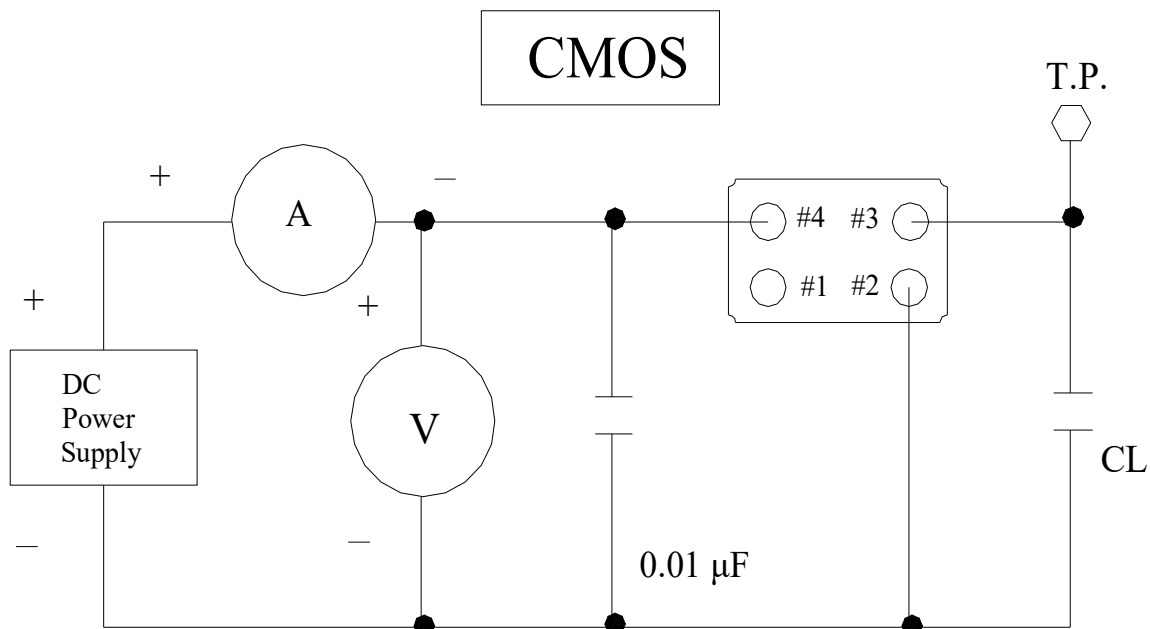 CMOS
T.P.
+
–
A
#4 #3
#1 #2
+
+
DC
Power
Supply
V
CL
–
–
0.01 μF